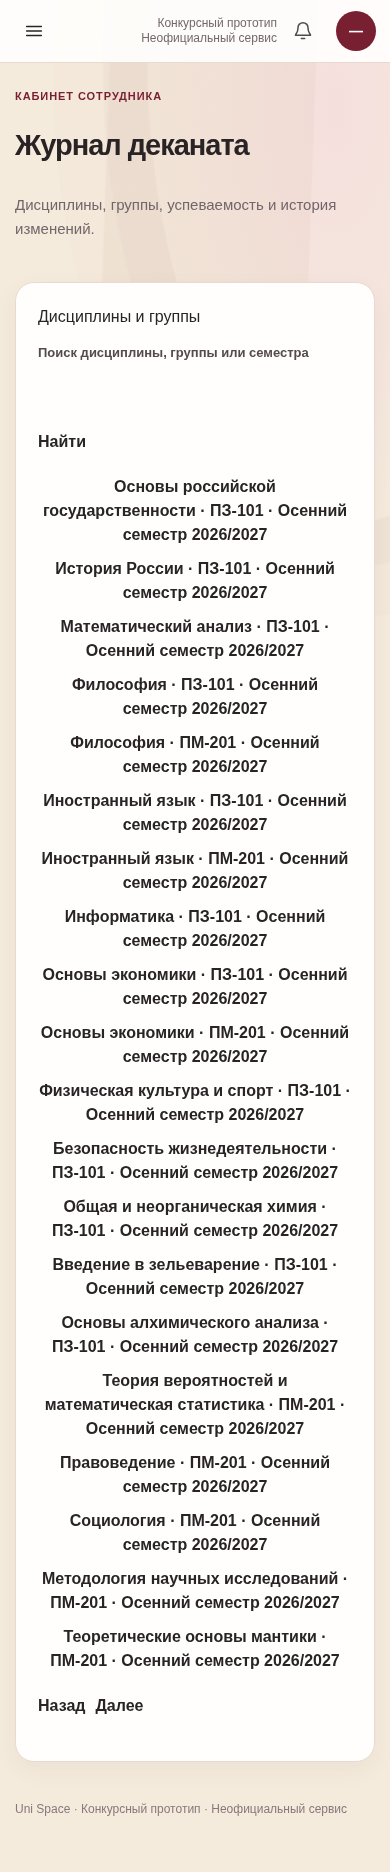 Конкурсный прототип
Неофициальный сервис
КАБИНЕТ СОТРУДНИКА
Журнал деканата
Дисциплины, группы, успеваемость и история
изменений.
Дисциплины и группы
Поиск дисциплины, группы или семестра
Найти
Основы российской
государственности · ПЗ-101 · Осенний
семестр 2026/2027
История России · ПЗ-101 · Осенний
семестр 2026/2027
Математический анализ · ПЗ-101 ·
Осенний семестр 2026/2027
Философия · ПЗ-101 · Осенний
семестр 2026/2027
Философия · ПМ-201 · Осенний
семестр 2026/2027
Иностранный язык · ПЗ-101 · Осенний
семестр 2026/2027
Иностранный язык · ПМ-201 · Осенний
семестр 2026/2027
Информатика · ПЗ-101 · Осенний
семестр 2026/2027
Основы экономики · ПЗ-101 · Осенний
семестр 2026/2027
Основы экономики · ПМ-201 · Осенний
семестр 2026/2027
Физическая культура и спорт · ПЗ-101 ·
Осенний семестр 2026/2027
Безопасность жизнедеятельности ·
ПЗ-101 · Осенний семестр 2026/2027
Общая и неорганическая химия ·
ПЗ-101 · Осенний семестр 2026/2027
Введение в зельеварение · ПЗ-101 ·
Осенний семестр 2026/2027
Основы алхимического анализа ·
ПЗ-101 · Осенний семестр 2026/2027
Теория вероятностей и
математическая статистика · ПМ-201 ·
Осенний семестр 2026/2027
Правоведение · ПМ-201 · Осенний
семестр 2026/2027
Социология · ПМ-201 · Осенний
семестр 2026/2027
Методология научных исследований ·
ПМ-201 · Осенний семестр 2026/2027
Теоретические основы мантики ·
ПМ-201 · Осенний семестр 2026/2027
Назад Далее
Uni Space · Конкурсный прототип · Неофициальный сервис